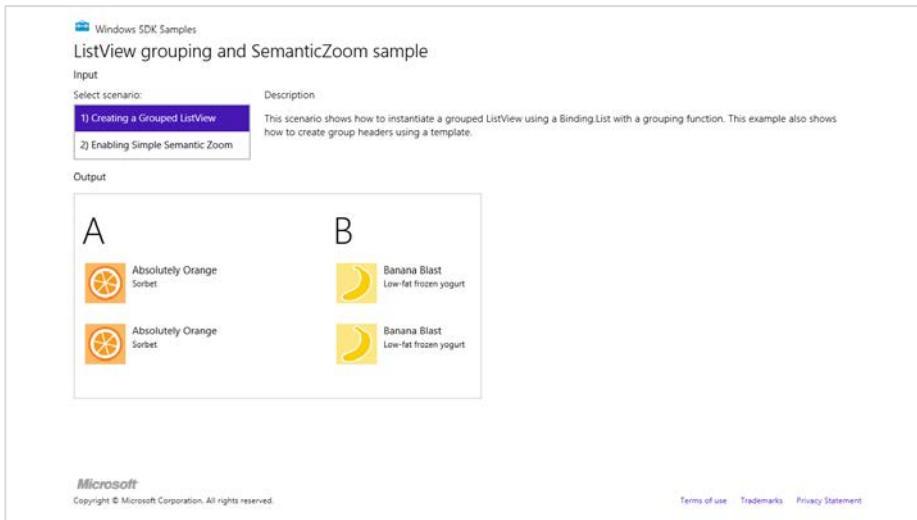 Windows SDK Samples
ListView grouping and SemanticZoom sample
Input
Select scenario:
Description
1) Creating a Grouped ListView
2) Enabling Simple Semantic Zoom
This scenario shows how to instantiate a grouped ListView using a Binding.List with a grouping function. This example also shows
how to create group headers using a template.
Output
A
B
Absolutely Orange
Sorbet
Banana Blast
Low-fat frozen yogurt
Absolutely Orange
Sorbet
Banana Blast
Low-fat frozen yogurt
Microsoft
Copyright © Microsoft Corporation. All rights reserved.
Terms of use Trademarks Privacy Statement